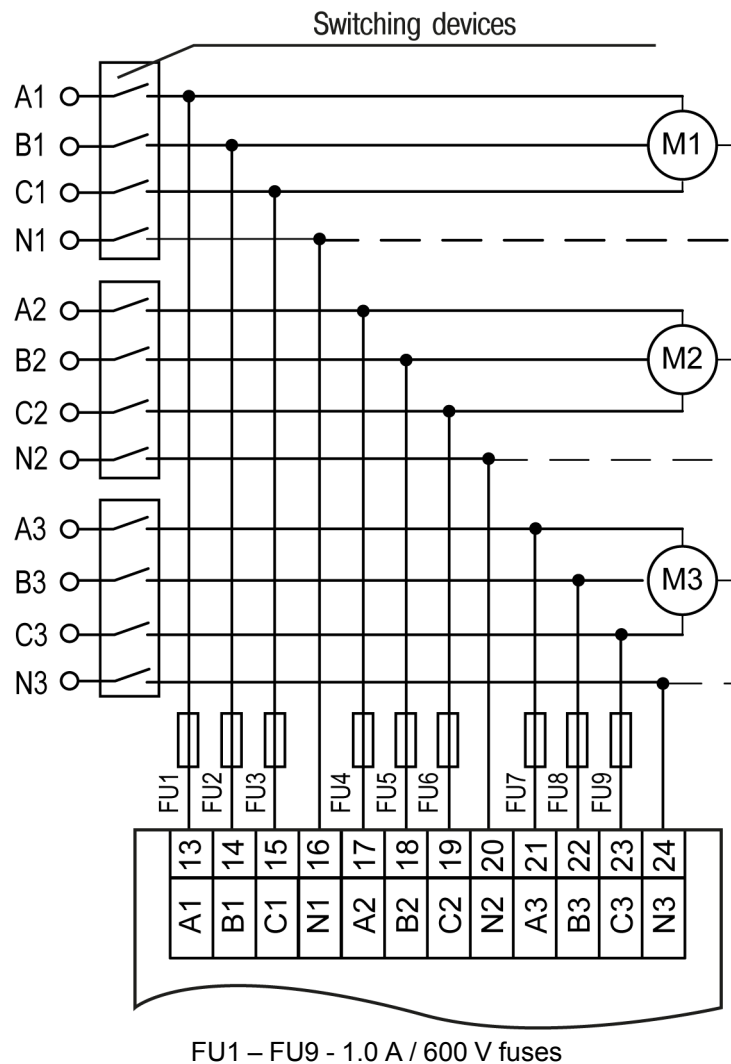 Switching devices
A1
B1
C1
N1
M1
A2
B2
C2
N2
M2
A3
B3
C3
N3
M3
FU1 FU2 FU3 FU4 FU5 FU6 FU7 FU8 FU9
13 14 15 16 17 18 19 20 21 22 23 24
A1 B1 C1 N1 A2 B2 C2 N2 A3 B3 C3 N3
FU1 – FU9 - 1.0 A / 600 V fuses